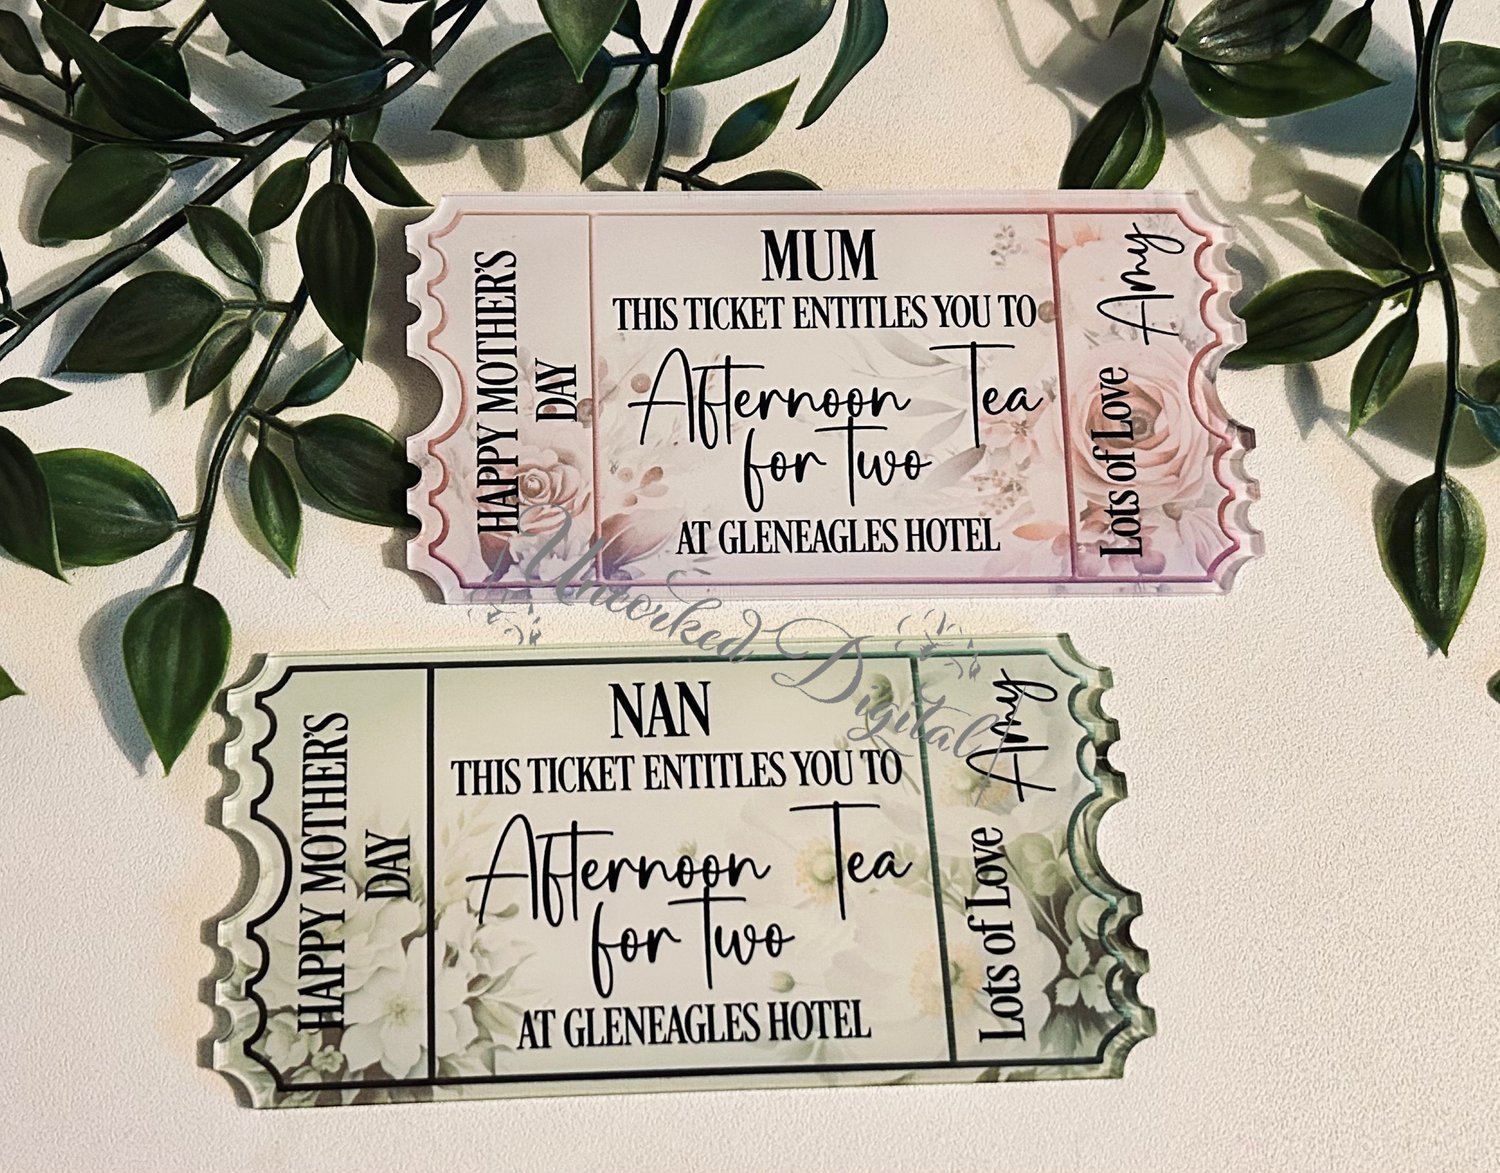 HAPPY MOTHER'S
DAY
MUM
THIS TICKET ENTITLES YOU TO
Afternoon Tea
for Two
AT GLENEAGLES HOTEL
Lots of Love Amy
Uncorked Digital
HAPPY MOTHER'S
DAY
NAN
THIS TICKET ENTITLES YOU TO
Afternoon Tea
for Two
AT GLENEAGLES HOTEL
Lots of Love Amy